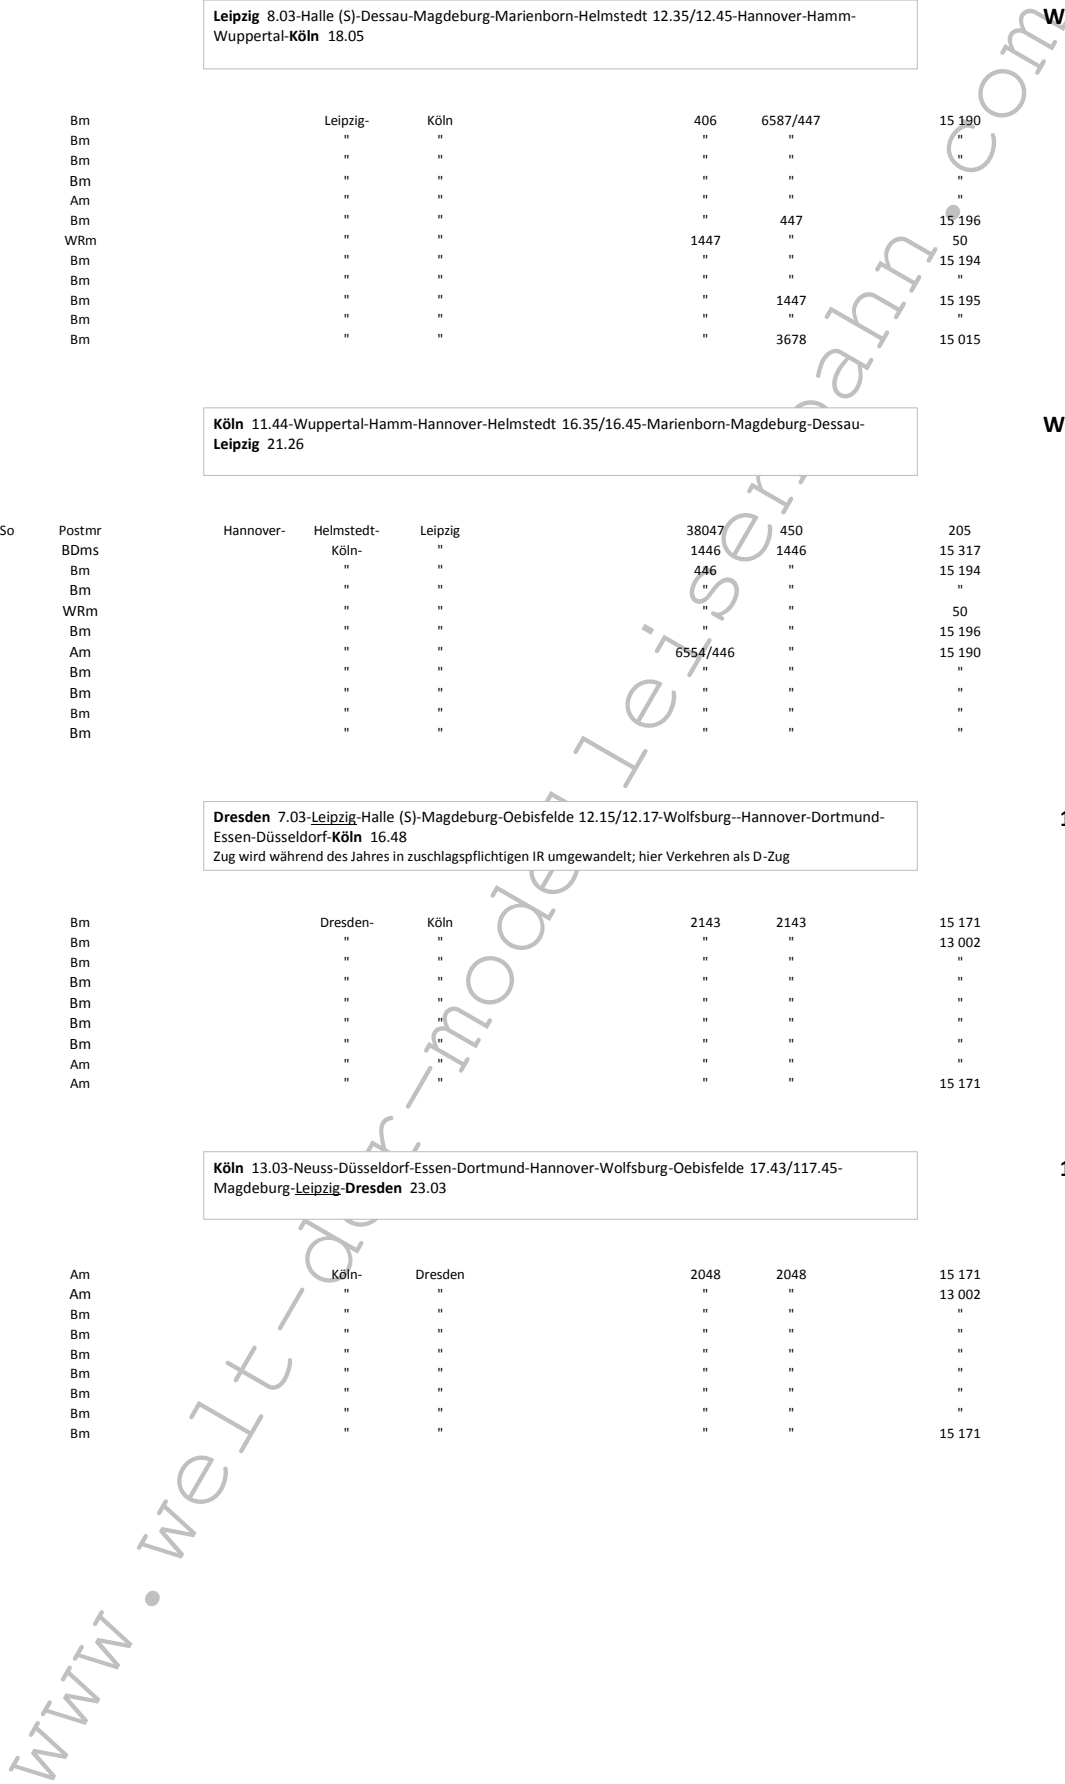 Leipzig 8.03-Halle (S)-Dessau-Magdeburg-Marienborn-Helmstedt 12.35/12.45-Hannover-Hamm- W
Wuppertal-Köln 18.05
Bm Leipzig- Köln 406 6587/447 15 190
Bm " " " " "
Bm " " " " "
Bm " " " " "
Am " " " " "
Bm " " " 447 15 196
WRm " " 1447 " 50
Bm " " " " 15 194
Bm " " " " "
Bm " " " 1447 15 195
Bm " " " " "
Bm " " " 3678 15 015
Köln 11.44-Wuppertal-Hamm-Hannover-Helmstedt 16.35/16.45-Marienborn-Magdeburg-Dessau- W
Leipzig 21.26
So Postmr Hannover- Helmstedt- Leipzig 38047 450 205
BDms Köln- " 1446 1446 15 317
Bm " " 446 " 15 194
Bm " " " " "
WRm " " " " 50
Bm " " " " 15 196
Am " " 6554/446 " 15 190
Bm " " " " "
Bm " " " " "
Bm " " " " "
Bm " " " " "
Dresden 7.03-Leipzig-Halle (S)-Magdeburg-Oebisfelde 12.15/12.17-Wolfsburg--Hannover-Dortmund- 1
Essen-Düsseldorf-Köln 16.48
Zug wird während des Jahres in zuschlagspflichtigen IR umgewandelt; hier Verkehren als D-Zug
Bm Dresden- Köln 2143 2143 15 171
Bm " " " " 13 002
Bm " " " " "
Bm " " " " "
Bm " " " " "
Bm " " " " "
Bm " " " " "
Am " " " " "
Am " " " " 15 171
Köln 13.03-Neuss-Düsseldorf-Essen-Dortmund-Hannover-Wolfsburg-Oebisfelde 17.43/117.45- 1
Magdeburg-Leipzig-Dresden 23.03
Am Köln- Dresden 2048 2048 15 171
Am " " " " 13 002
Bm " " " " "
Bm " " " " "
Bm " " " " "
Bm " " " " "
Bm " " " " "
Bm " " " " "
Bm " " " " 15 171
www.welt-der-modelleisenbahn.com